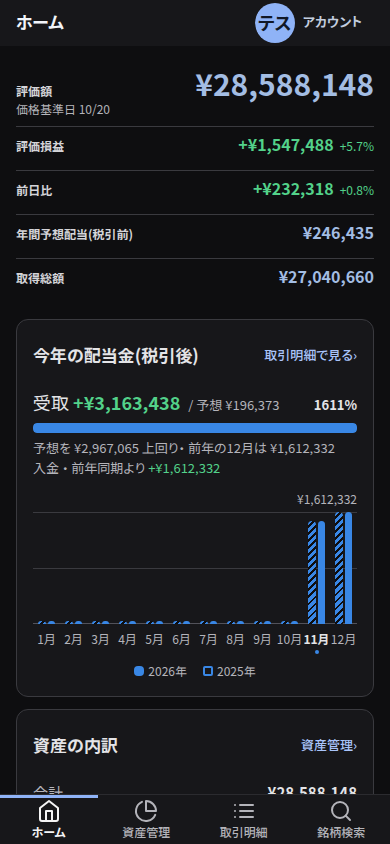 ホーム
テス アカウント
評価額 ¥28,588,148
価格基準日 10/20
評価損益 +¥1,547,488 +5.7%
前日比 +¥232,318 +0.8%
年間予想配当(税引前) ¥246,435
取得総額 ¥27,040,660
今年の配当金(税引後) 取引明細で見る›
受取 +¥3,163,438 / 予想 ¥196,373 1611%
予想を ¥2,967,065 上回り・前年の12月は ¥1,612,332
入金・前年同期より +¥1,612,332
¥1,612,332
1月 2月 3月 4月 5月 6月 7月 8月 9月 10月 11月 12月
2026年 2025年
資産の内訳 資産管理›
合計 ¥28,588,148
ホーム 資産管理 取引明細 銘柄検索